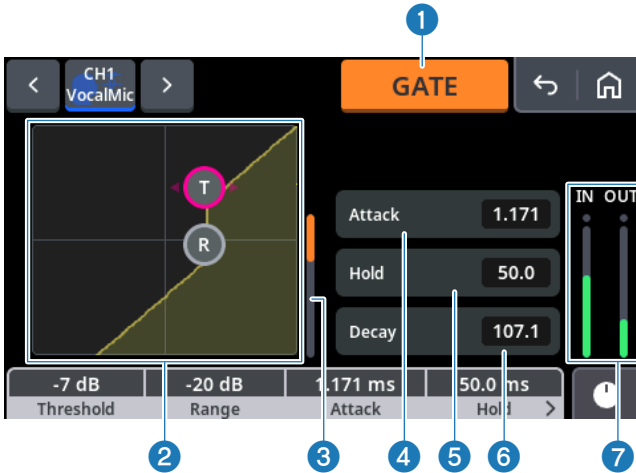 1
CH1
VocalMic
GATE
IN OUT
T
R
Attack 1.171
Hold 50.0
Decay 107.1
-7 dB -20 dB 1.171 ms 50.0 ms
Threshold Range Attack Hold
2 3 4 5 6 7